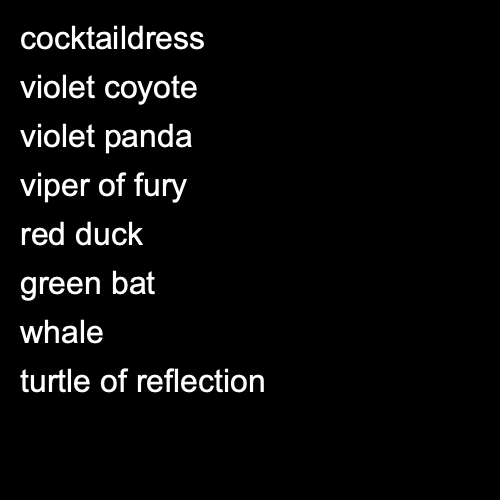 cocktaildress
violet coyote
violet panda
viper of fury
red duck
green bat
whale
turtle of reflection